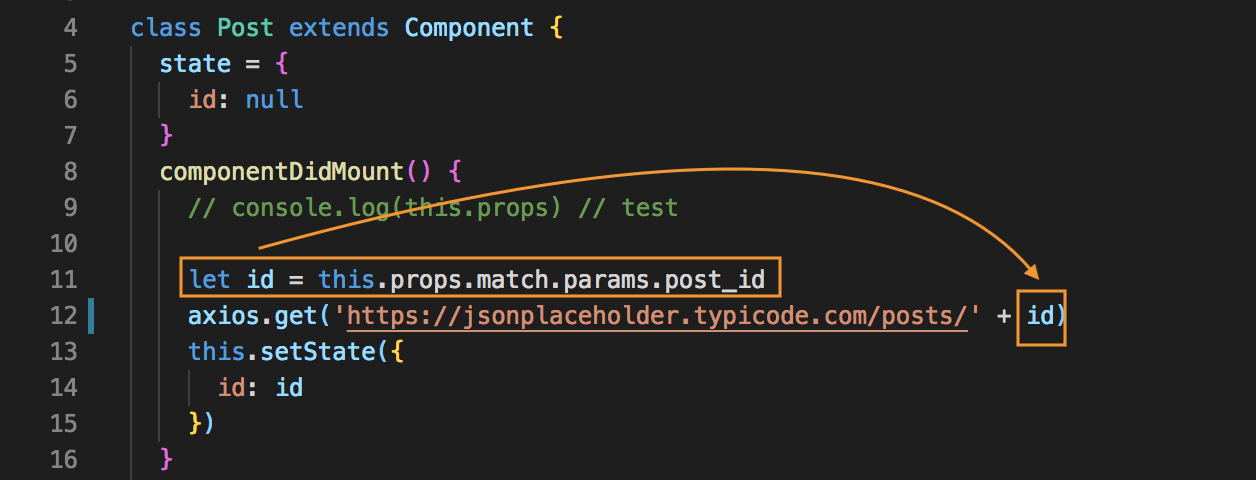 4 class Post extends Component {
5 state = {
6 id: null
7 }
8 componentDidMount() {
9 // console.log(this.props) // test
10
11 let id = this.props.match.params.post_id
12 axios.get('https://jsonplaceholder.typicode.com/posts/' + id)
13 this.setState({
14 id: id
15 })
16 }